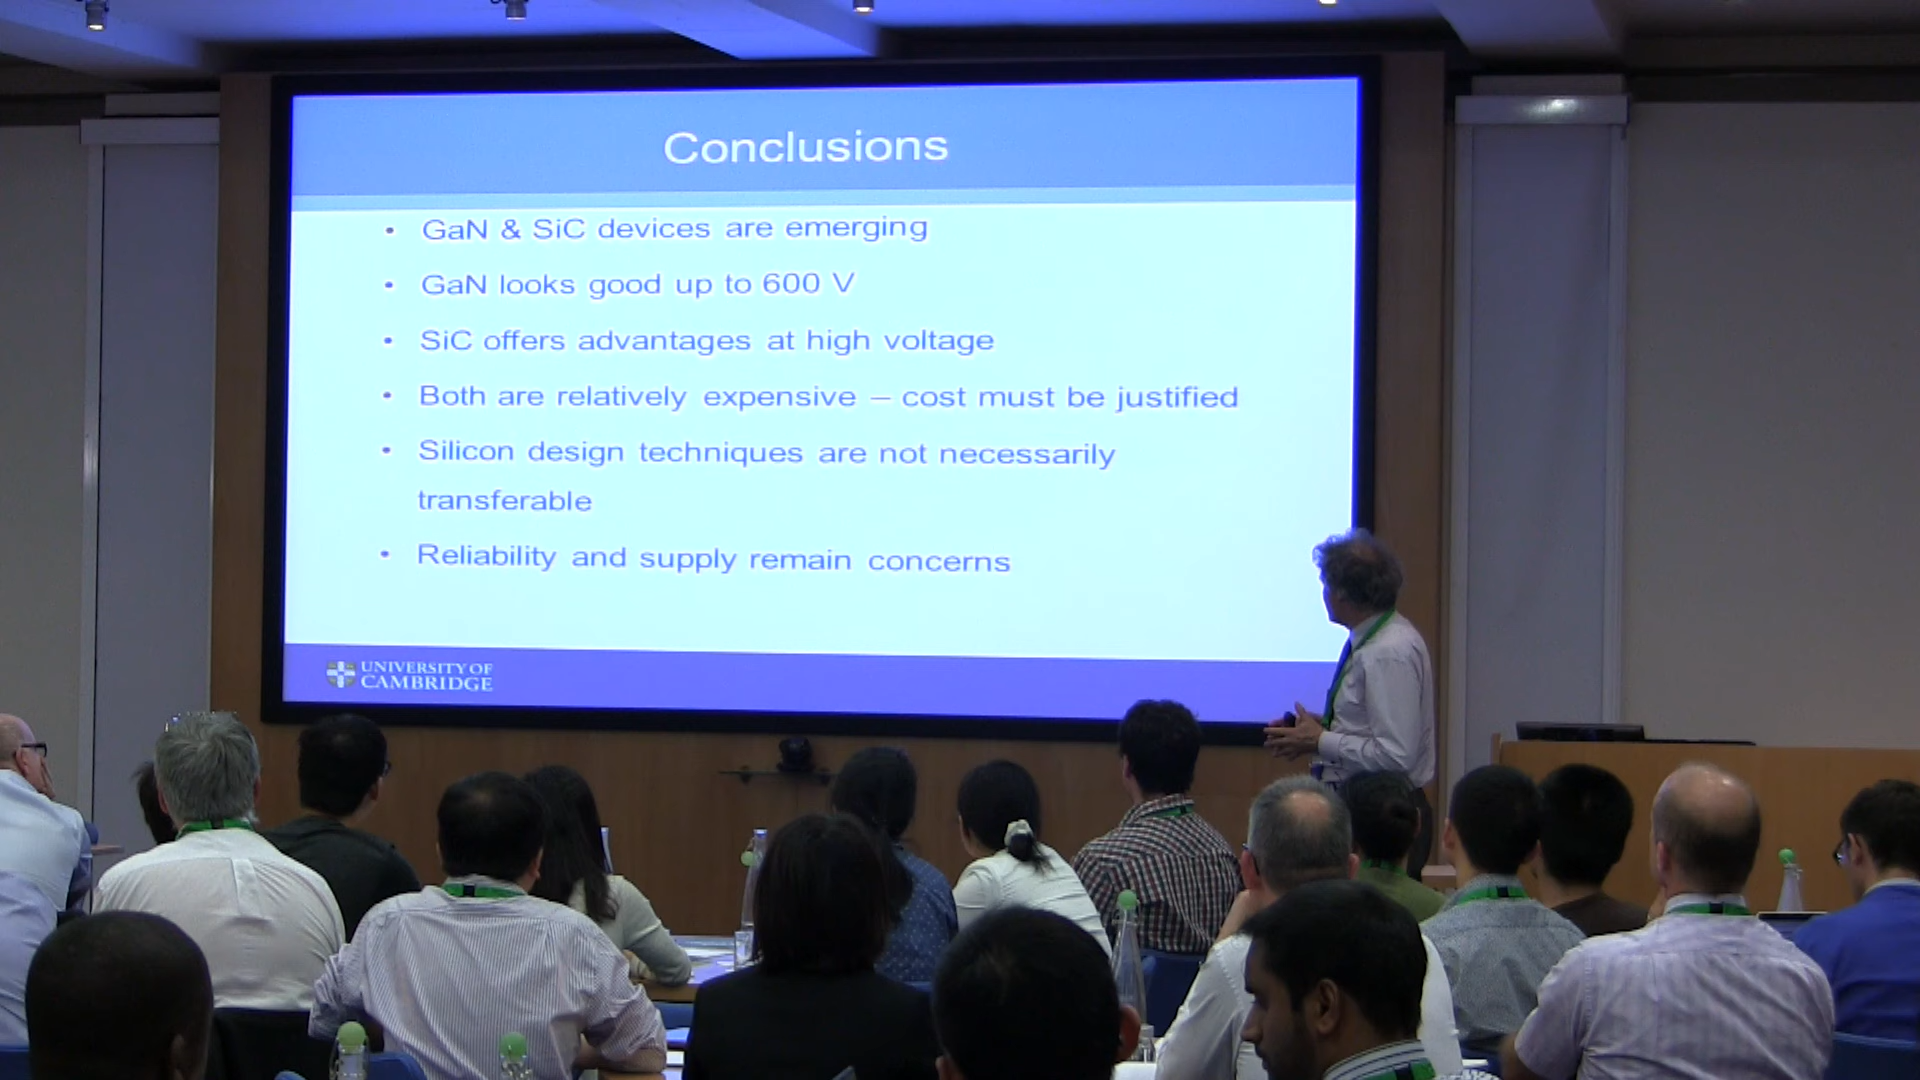 Conclusions
• GaN & SiC devices are emerging
• GaN looks good up to 600 V
• SiC offers advantages at high voltage
• Both are relatively expensive – cost must be justified
• Silicon design techniques are not necessarily
transferable
• Reliability and supply remain concerns
UNIVERSITY OF
CAMBRIDGE